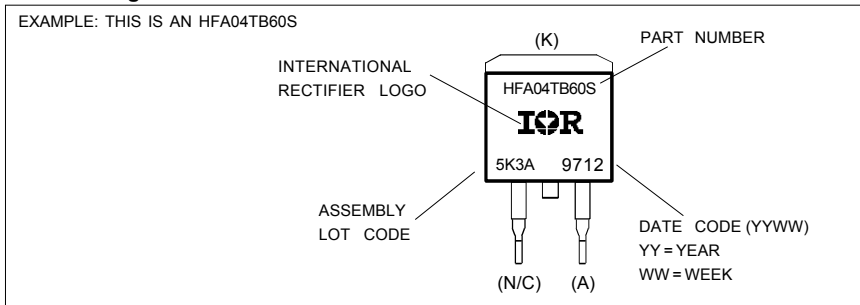 EXAMPLE: THIS IS AN HFA04TB60S
(K)
PART NUMBER
INTERNATIONAL
RECTIFIER LOGO
HFA04TB60S
IOR
5K3A 9712
ASSEMBLY
LOT CODE
DATE CODE (YYWW)
YY = YEAR
WW = WEEK
(N/C) (A)